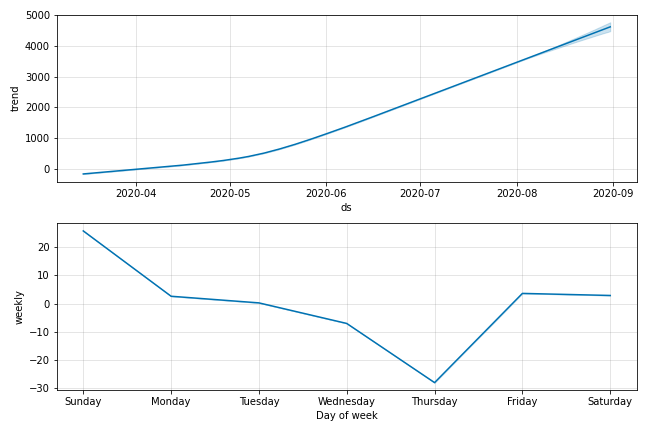 5000
4000
3000
2000
1000
0
trend
2020-04 2020-05 2020-06 2020-07 2020-08 2020-09
ds
20
10
0
−10
−20
−30
weekly
Sunday Monday Tuesday Wednesday Thursday Friday Saturday
Day of week